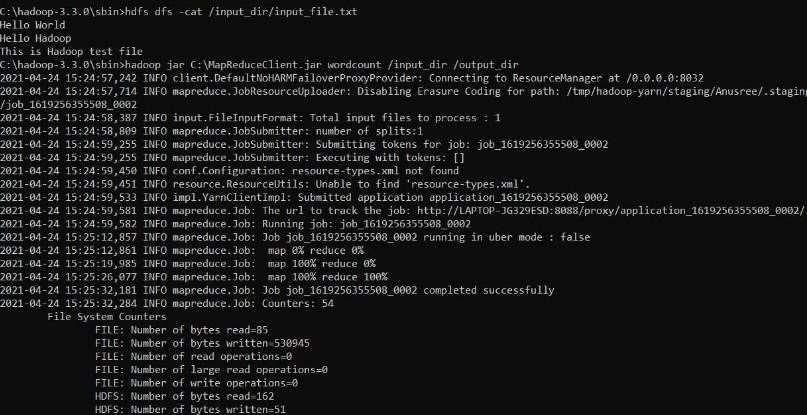 C:\hadoop-3.3.0\sbin>hdfs dfs -cat /input_dir/input_file.txt
Hello World
Hello Hadoop
This is Hadoop test file
C:\hadoop-3.3.0\sbin>hadoop jar C:\MapReduceClient.jar wordcount /input_dir /output_dir
2021-04-24 15:24:57,242 INFO client.DefaultNoHARMFailoverProxyProvider: Connecting to ResourceManager at /0.0.0.0:8032
2021-04-24 15:24:57,714 INFO mapreduce.JobResourceUploader: Disabling Erasure Coding for path: /tmp/hadoop-yarn/staging/Anusree/.staging
/job_1619256355508_0002
2021-04-24 15:24:58,387 INFO input.FileInputFormat: Total input files to process : 1
2021-04-24 15:24:58,809 INFO mapreduce.JobSubmitter: number of splits:1
2021-04-24 15:24:59,255 INFO mapreduce.JobSubmitter: Submitting tokens for job: job_1619256355508_0002
2021-04-24 15:24:59,255 INFO mapreduce.JobSubmitter: Executing with tokens: []
2021-04-24 15:24:59,450 INFO conf.Configuration: resource-types.xml not found
2021-04-24 15:24:59,451 INFO resource.ResourceUtils: Unable to find 'resource-types.xml'.
2021-04-24 15:24:59,533 INFO impl.YarnClientImpl: Submitted application application_1619256355508_0002
2021-04-24 15:24:59,581 INFO mapreduce.Job: The url to track the job: http://LAPTOP-JG329ESD:8088/proxy/application_1619256355508_0002/
2021-04-24 15:24:59,582 INFO mapreduce.Job: Running job: job_1619256355508_0002
2021-04-24 15:25:12,857 INFO mapreduce.Job: Job job_1619256355508_0002 running in uber mode : false
2021-04-24 15:25:12,861 INFO mapreduce.Job:  map 0% reduce 0%
2021-04-24 15:25:19,985 INFO mapreduce.Job:  map 100% reduce 0%
2021-04-24 15:25:26,077 INFO mapreduce.Job:  map 100% reduce 100%
2021-04-24 15:25:32,181 INFO mapreduce.Job: Job job_1619256355508_0002 completed successfully
2021-04-24 15:25:32,284 INFO mapreduce.Job: Counters: 54
File System Counters
FILE: Number of bytes read=85
FILE: Number of bytes written=530945
FILE: Number of read operations=0
FILE: Number of large read operations=0
FILE: Number of write operations=0
HDFS: Number of bytes read=162
HDFS: Number of bytes written=51